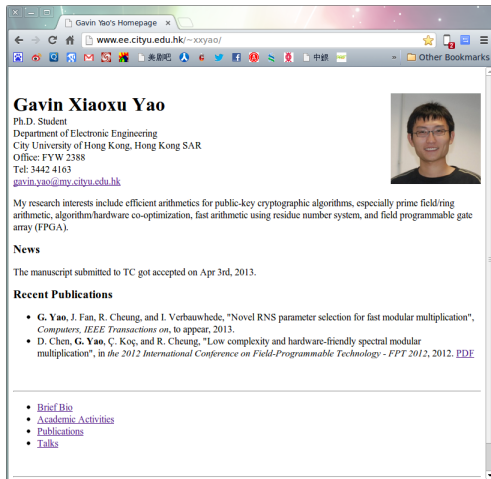 Gavin Yao's Homepage
www.ee.cityu.edu.hk/~xxyao/
美剧吧
中银
» Other Bookmarks
Gavin Xiaoxu Yao
Ph.D. Student
Department of Electronic Engineering
City University of Hong Kong, Hong Kong SAR
Office: FYW 2388
Tel: 3442 4163
gavin.yao@my.cityu.edu.hk
My research interests include efficient arithmetics for public-key cryptographic algorithms, especially prime field/ring
arithmetic, algorithm/hardware co-optimization, fast arithmetic using residue number system, and field programmable gate
array (FPGA).
News
The manuscript submitted to TC got accepted on Apr 3rd, 2013.
Recent Publications
• G. Yao, J. Fan, R. Cheung, and I. Verbauwhede, "Novel RNS parameter selection for fast modular multiplication",
Computers, IEEE Transactions on, to appear, 2013.
• D. Chen, G. Yao, Ç. Koç, and R. Cheung, "Low complexity and hardware-friendly spectral modular
multiplication", in the 2012 International Conference on Field-Programmable Technology - FPT 2012, 2012. PDF
• Brief Bio
• Academic Activities
• Publications
• Talks